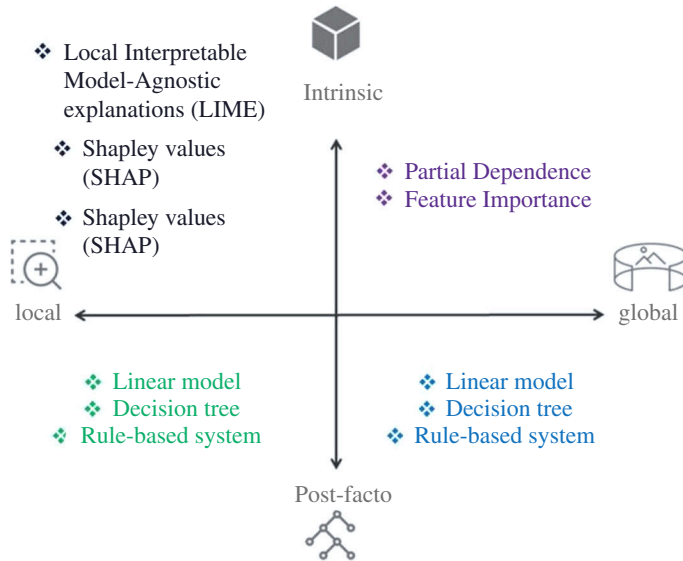 ❖ Local Interpretable
Model-Agnostic
explanations (LIME)
Intrinsic
❖ Shapley values
(SHAP)
❖ Shapley values
(SHAP)
❖ Partial Dependence
❖ Feature Importance
local
global
❖ Linear model
❖ Decision tree
❖ Rule-based system
❖ Linear model
❖ Decision tree
❖ Rule-based system
Post-facto